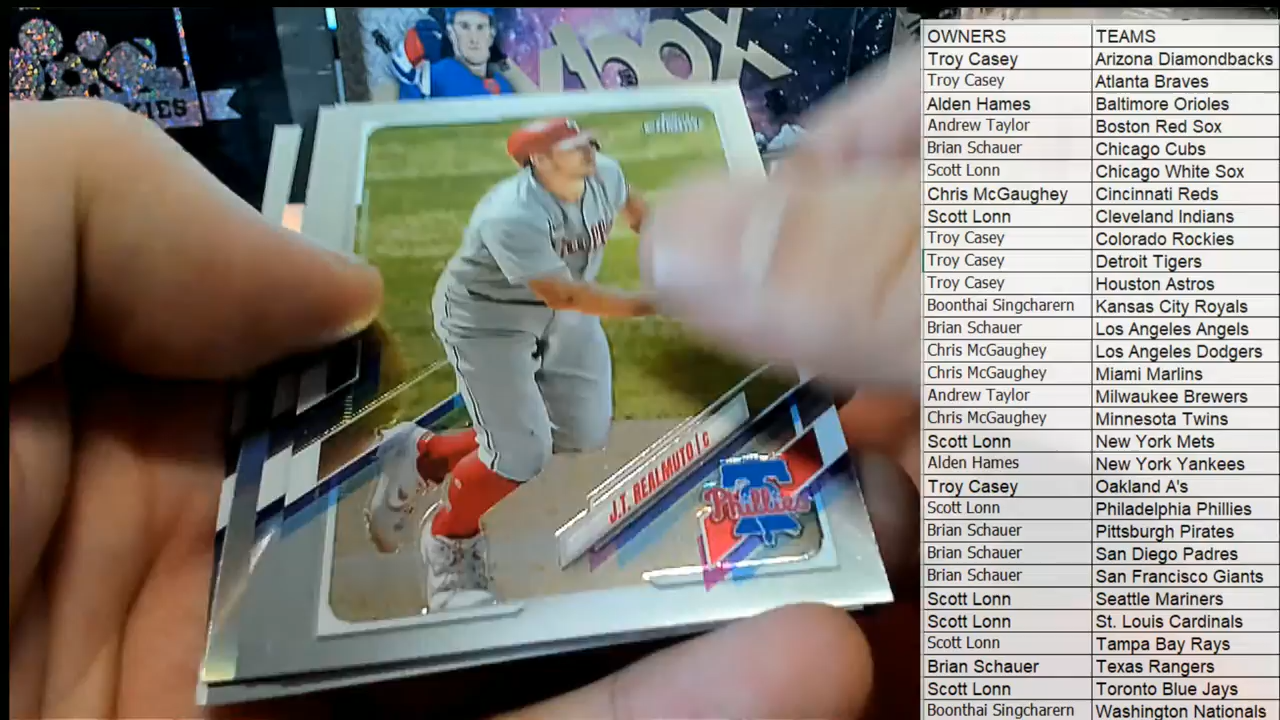 KIES
1box
J.T. REALMUTO | C
Phillies
OWNERS TEAMS
Troy Casey Arizona Diamondbacks
Troy Casey Atlanta Braves
Alden Hames Baltimore Orioles
Andrew Taylor Boston Red Sox
Brian Schauer Chicago Cubs
Scott Lonn Chicago White Sox
Chris McGaughey Cincinnati Reds
Scott Lonn Cleveland Indians
Troy Casey Colorado Rockies
Troy Casey Detroit Tigers
Troy Casey Houston Astros
Boonthai Singcharern Kansas City Royals
Brian Schauer Los Angeles Angels
Chris McGaughey Los Angeles Dodgers
Chris McGaughey Miami Marlins
Andrew Taylor Milwaukee Brewers
Chris McGaughey Minnesota Twins
Scott Lonn New York Mets
Alden Hames New York Yankees
Troy Casey Oakland A's
Scott Lonn Philadelphia Phillies
Brian Schauer Pittsburgh Pirates
Brian Schauer San Diego Padres
Brian Schauer San Francisco Giants
Scott Lonn Seattle Mariners
Scott Lonn St. Louis Cardinals
Scott Lonn Tampa Bay Rays
Brian Schauer Texas Rangers
Scott Lonn Toronto Blue Jays
Boonthai Singcharern Washington Nationals